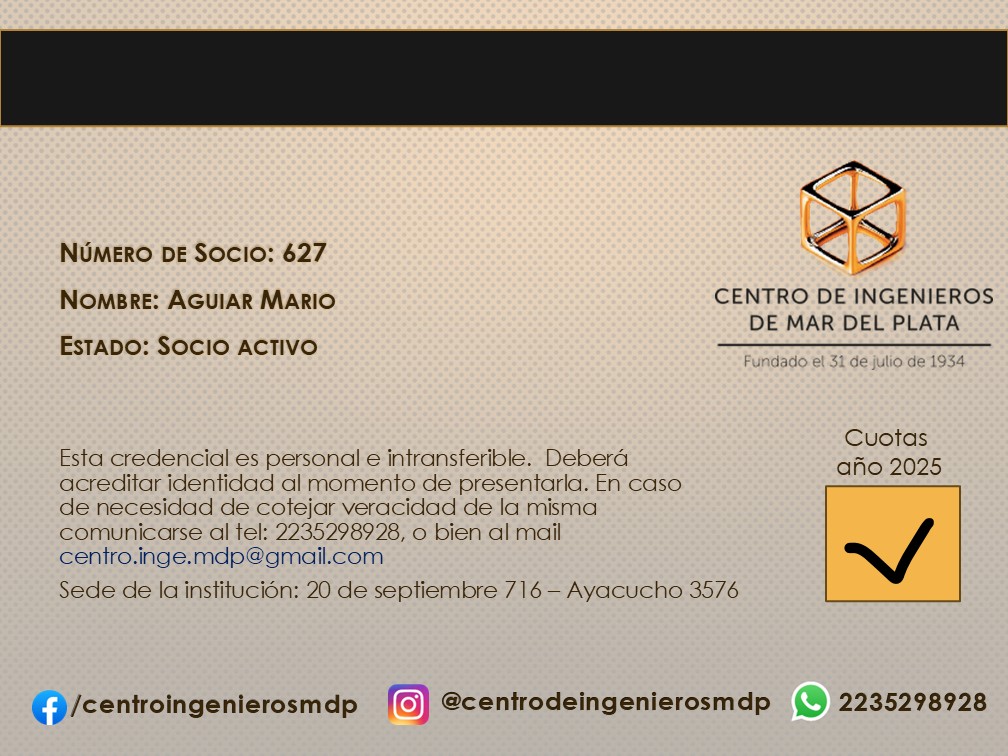 Número de Socio: 627
Nombre: Aguiar Mario
Estado: Socio activo
CENTRO DE INGENIEROS
DE MAR DEL PLATA
Fundado el 31 de julio de 1934
Cuotas
año 2025
Esta credencial es personal e intransferible.  Deberá
acreditar identidad al momento de presentarla. En caso
de necesidad de cotejar veracidad de la misma
comunicarse al tel: 2235298928, o bien al mail
centro.inge.mdp@gmail.com
Sede de la institución: 20 de septiembre 716 – Ayacucho 3576
/centroingenierosmdp
@centrodeingenierosmdp
2235298928